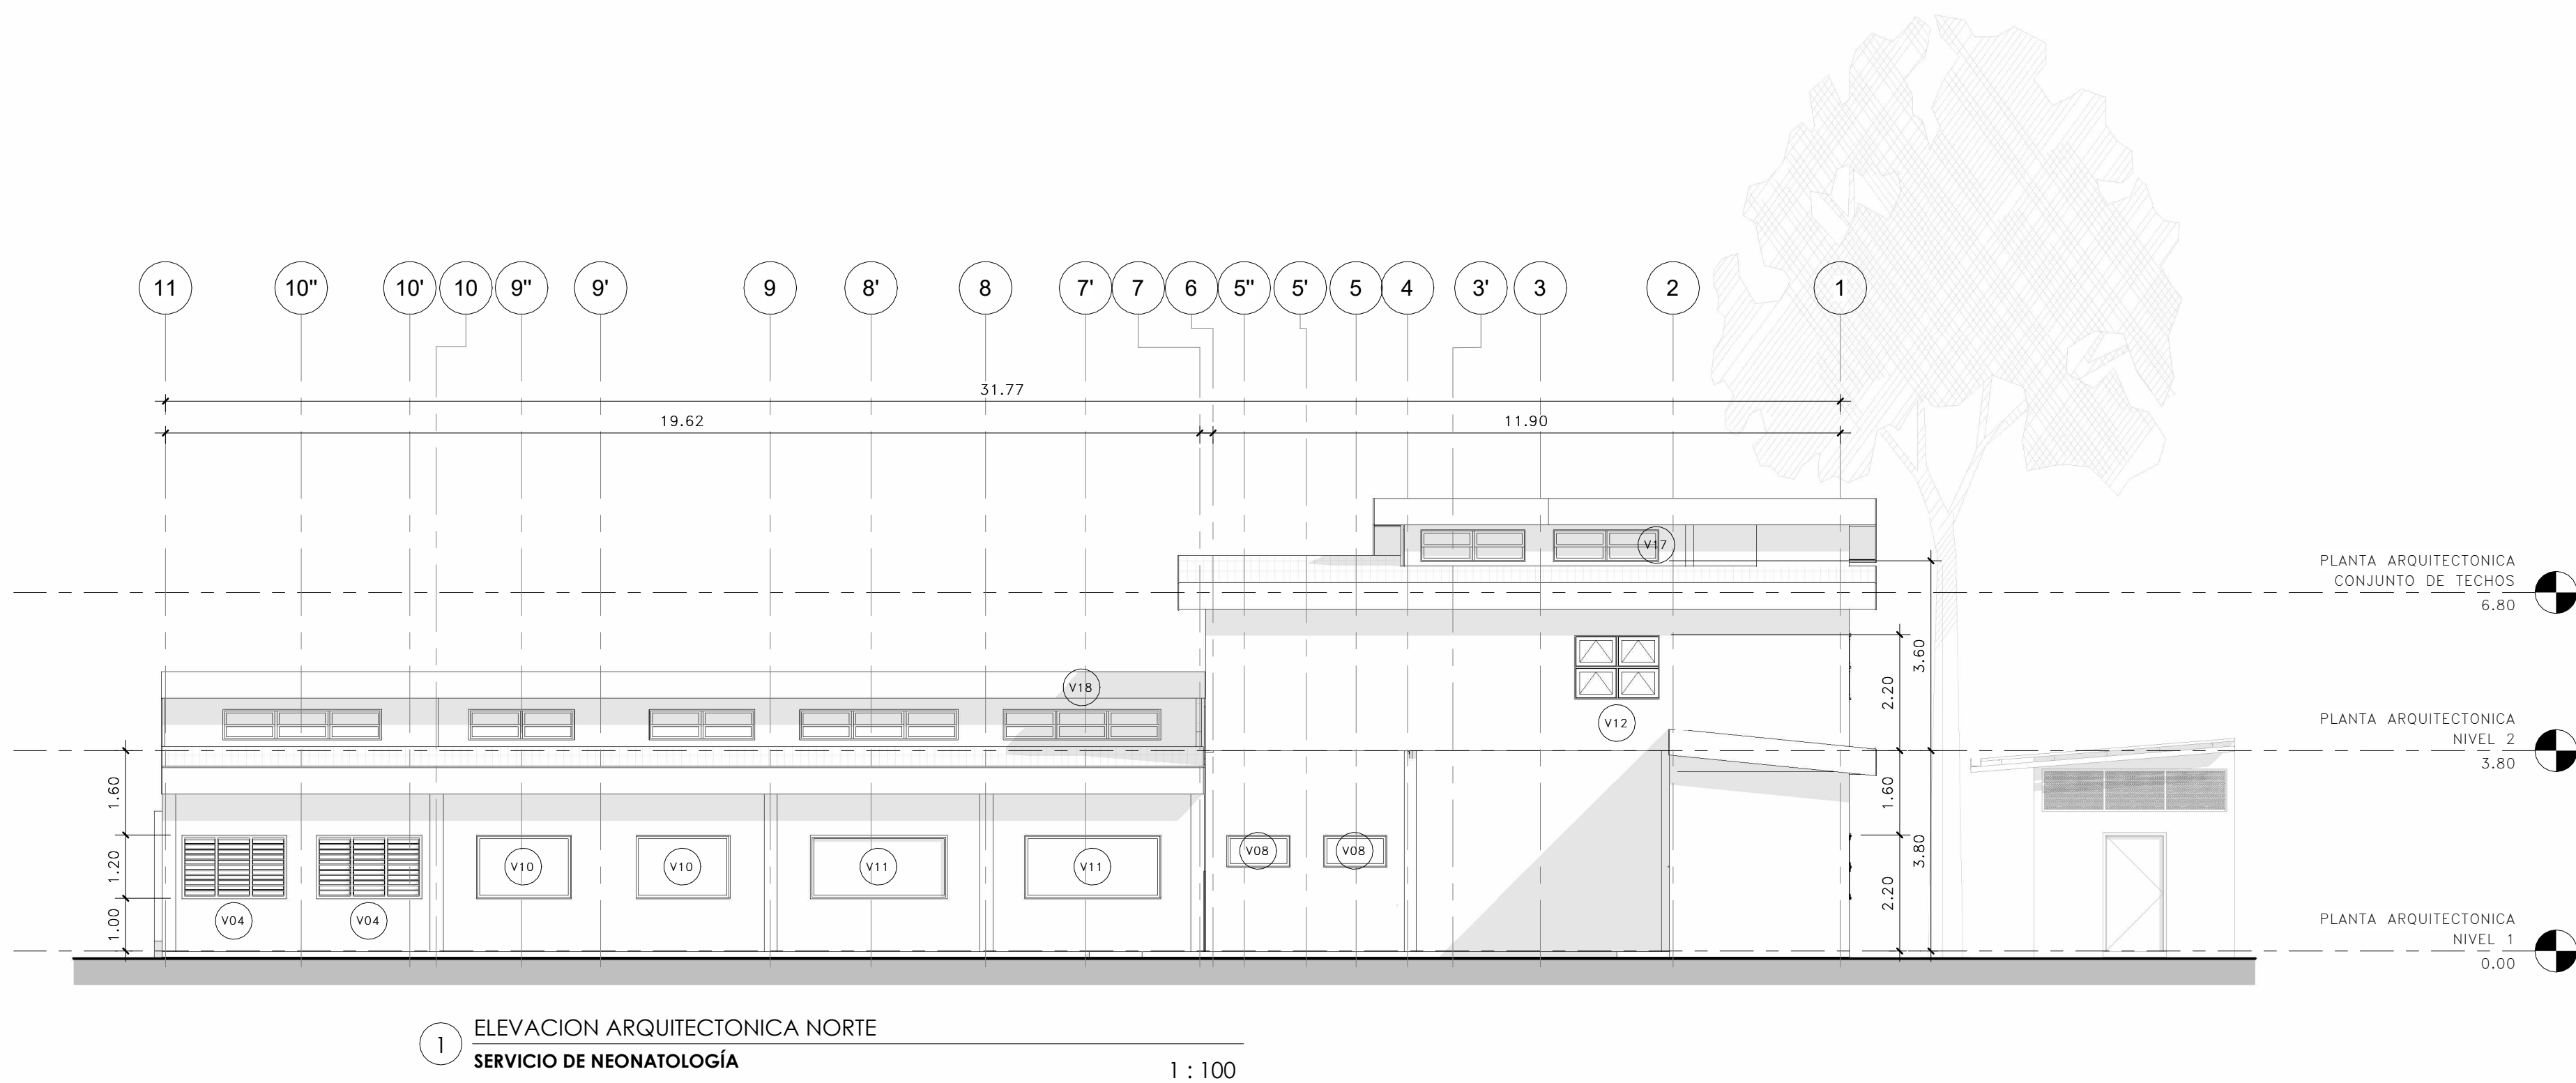 11 10" 10' 10 9" 9' 9 8' 8 7' 7 6 5" 5' 5 4 3' 3 2 1
31.77
19.62 11.90
V17
PLANTA ARQUITECTONICA
CONJUNTO DE TECHOS
6.80
3.60
2.20
V18
V12
PLANTA ARQUITECTONICA
NIVEL 2
3.80
1.60
1.60
V08 V08
3.80
1.20
V10 V10 V11 V11
2.20
1.00
V04 V04
PLANTA ARQUITECTONICA
NIVEL 1
0.00
1
ELEVACION ARQUITECTONICA NORTE
SERVICIO DE NEONATOLOGÍA
1 : 100